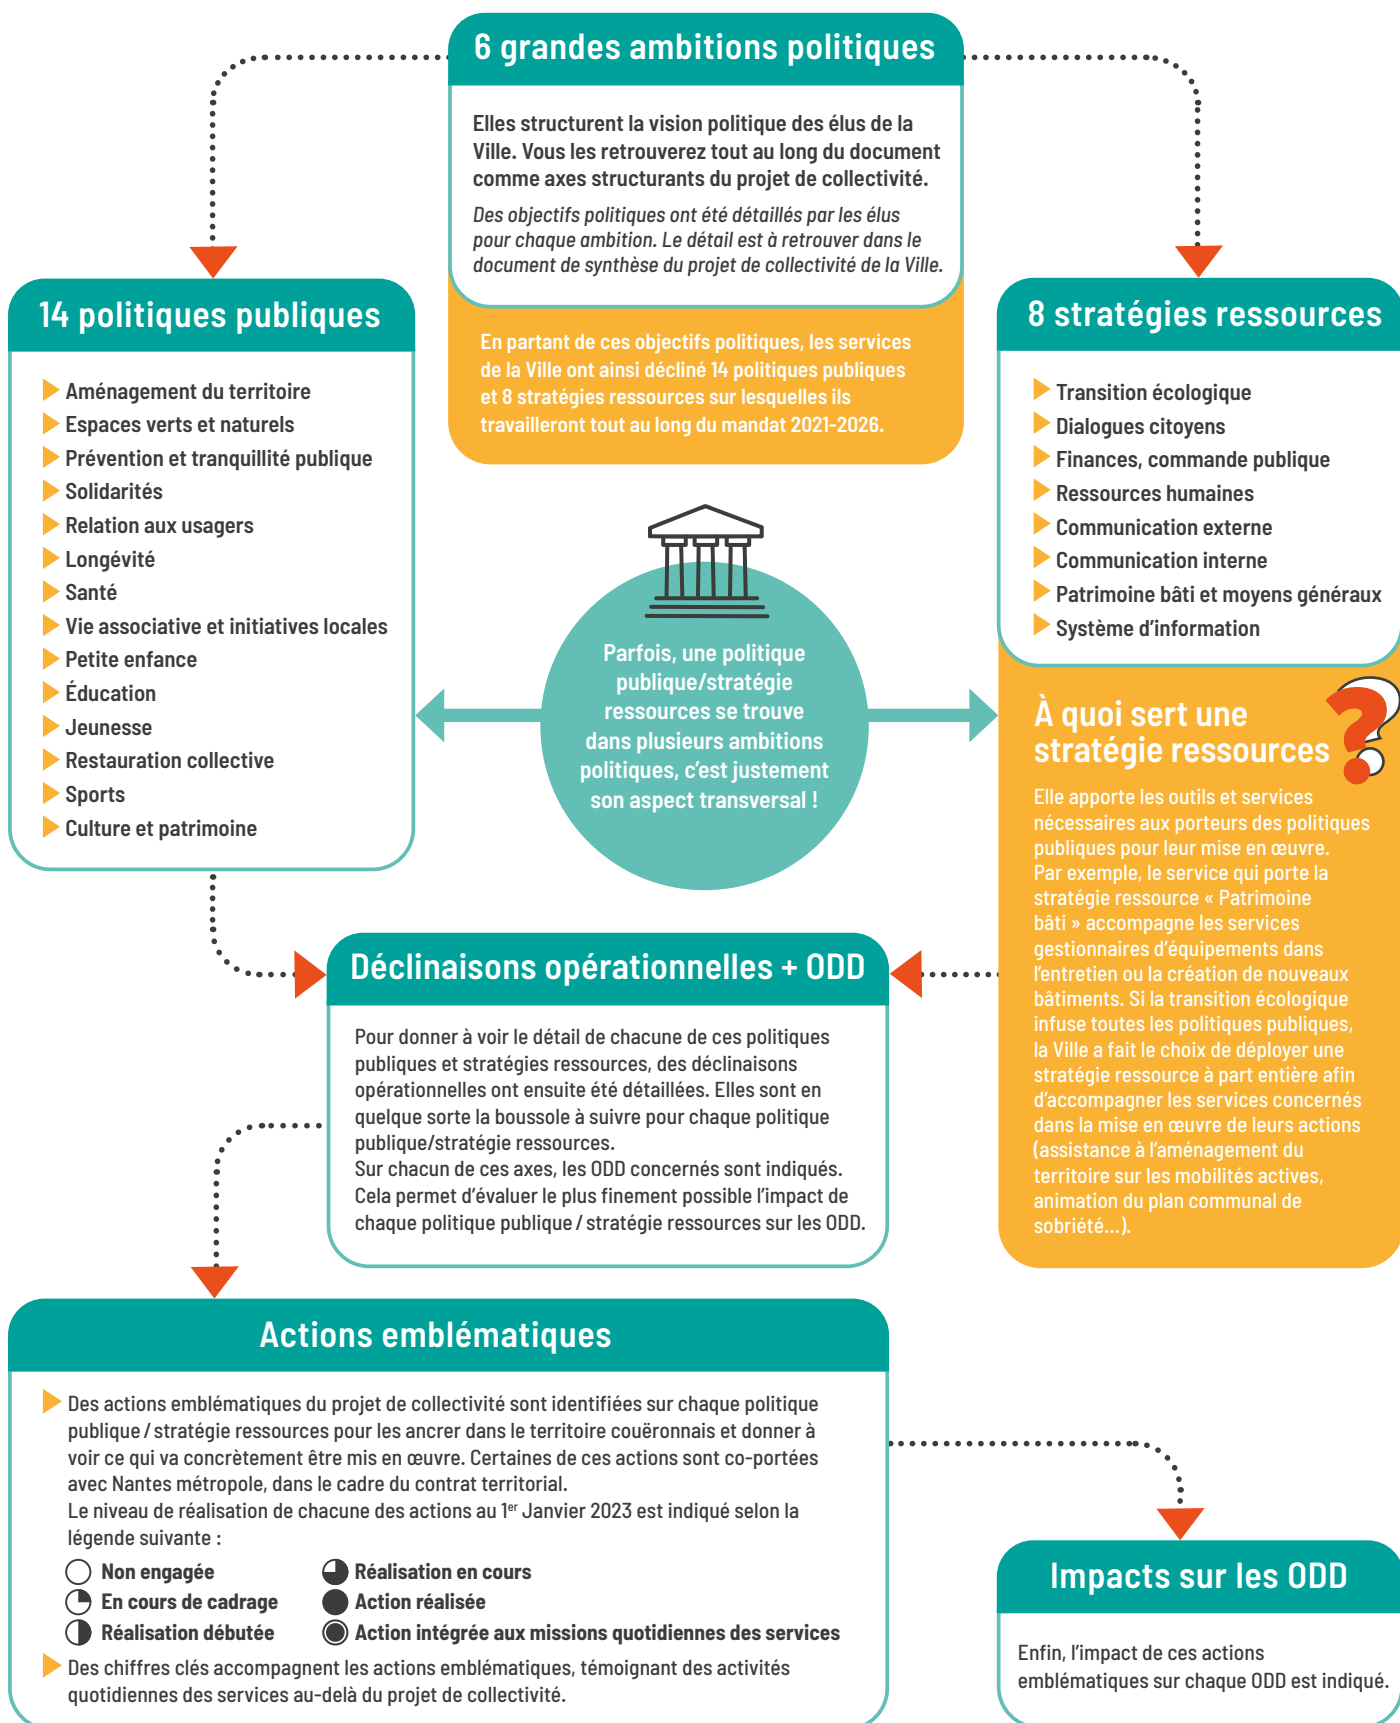 6 grandes ambitions politiques
Elles structurent la vision politique des élus de la
Ville. Vous les retrouverez tout au long du document
comme axes structurants du projet de collectivité.
Des objectifs politiques ont été détaillés par les élus
pour chaque ambition. Le détail est à retrouver dans le
document de synthèse du projet de collectivité de la Ville.
En partant de ces objectifs politiques, les services
de la Ville ont ainsi décliné 14 politiques publiques
et 8 stratégies ressources sur lesquelles ils
travailleront tout au long du mandat 2021-2026.
14 politiques publiques
Aménagement du territoire
Espaces verts et naturels
Prévention et tranquillité publique
Solidarités
Relation aux usagers
Longévité
Santé
Vie associative et initiatives locales
Petite enfance
Éducation
Jeunesse
Restauration collective
Sports
Culture et patrimoine
Parfois, une politique
publique/stratégie
ressources se trouve
dans plusieurs ambitions
politiques, c’est justement
son aspect transversal !
8 stratégies ressources
Transition écologique
Dialogues citoyens
Finances, commande publique
Ressources humaines
Communication externe
Communication interne
Patrimoine bâti et moyens généraux
Système d’information
À quoi sert une
stratégie ressources ?
Elle apporte les outils et services
nécessaires aux porteurs des politiques
publiques pour leur mise en œuvre.
Par exemple, le service qui porte la
stratégie ressource « Patrimoine
bâti » accompagne les services
gestionnaires d’équipements dans
l’entretien ou la création de nouveaux
bâtiments. Si la transition écologique
infuse toutes les politiques publiques,
la Ville a fait le choix de déployer une
stratégie ressource à part entière afin
d’accompagner les services concernés
dans la mise en œuvre de leurs actions
(assistance à l’aménagement du
territoire sur les mobilités actives,
animation du plan communal de
sobriété...).
Déclinaisons opérationnelles + ODD
Pour donner à voir le détail de chacune de ces politiques
publiques et stratégies ressources, des déclinaisons
opérationnelles ont ensuite été détaillées. Elles sont en
quelque sorte la boussole à suivre pour chaque politique
publique/stratégie ressources.
Sur chacun de ces axes, les ODD concernés sont indiqués.
Cela permet d’évaluer le plus finement possible l’impact de
chaque politique publique / stratégie ressources sur les ODD.
Actions emblématiques
Des actions emblématiques du projet de collectivité sont identifiées sur chaque politique
publique / stratégie ressources pour les ancrer dans le territoire couëronnais et donner à
voir ce qui va concrètement être mis en œuvre. Certaines de ces actions sont co-portées
avec Nantes métropole, dans le cadre du contrat territorial.
Le niveau de réalisation de chacune des actions au 1er Janvier 2023 est indiqué selon la
légende suivante :
Non engagée
En cours de cadrage
Réalisation débutée
Réalisation en cours
Action réalisée
Action intégrée aux missions quotidiennes des services
Des chiffres clés accompagnent les actions emblématiques, témoignant des activités
quotidiennes des services au-delà du projet de collectivité.
Impacts sur les ODD
Enfin, l’impact de ces actions
emblématiques sur chaque ODD est indiqué.